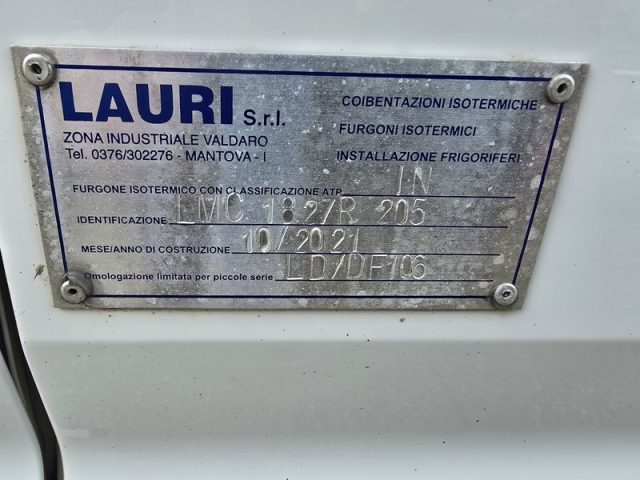 LAURI S.r.l.
ZONA INDUSTRIALE VALDARO
Tel. 0376/302276 - MANTOVA - I
COIBENTAZIONI ISOTERMICHE
FURGONI ISOTERMICI
INSTALLAZIONE FRIGORIFERI
FURGONE ISOTERMICO CON CLASSIFICAZIONE ATP IN
IDENTIFICAZIONE: LMC 182/R 205
MESE/ANNO DI COSTRUZIONE 10/2021
Omologazione limitata per piccole serie LD/DF106